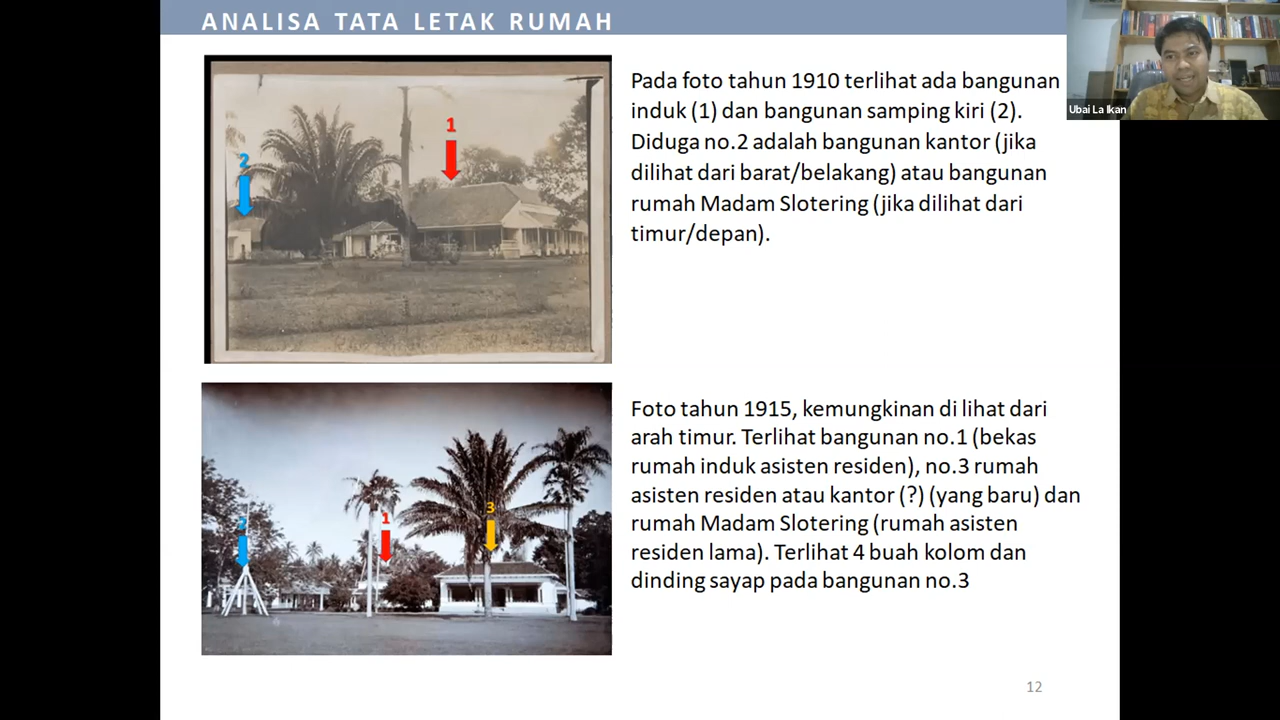 ANALISA TATA LETAK RUMAH
Pada foto tahun 1910 terlihat ada bangunan
induk (1) dan bangunan samping kiri (2).
Diduga no.2 adalah bangunan kantor (jika
dilihat dari barat/belakang) atau bangunan
rumah Madam Slotering (jika dilihat dari
timur/depan).
1
2
Ubai La Ikan
Foto tahun 1915, kemungkinan di lihat dari
arah timur. Terlihat bangunan no.1 (bekas
rumah induk asisten residen), no.3 rumah
asisten residen atau kantor (?) (yang baru) dan
rumah Madam Slotering (rumah asisten
residen lama). Terlihat 4 buah kolom dan
dinding sayap pada bangunan no.3
2
1
3
12